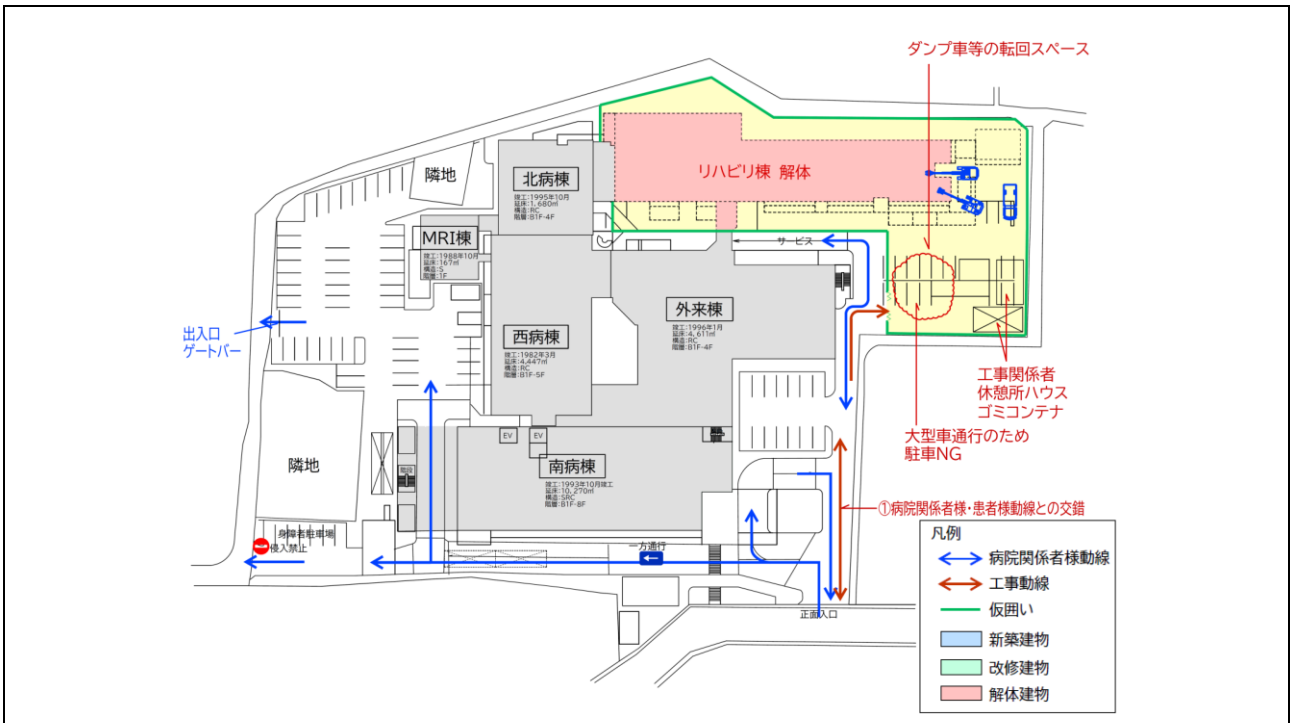 ダンプ車等の転回スペース
リハビリ棟 解体
隣地
北病棟
竣工:1995年10月
延床:1,680㎡
構造:RC
階層:B1F-4F
MRI棟
竣工:1988年10月
延床:167㎡
構造:S
階層:1F
サービス
外来棟
竣工:1996年1月
延床:4,611㎡
構造:RC
階層:B1F-4F
西病棟
竣工:1982年3月
延床:4,447㎡
構造:RC
階層:B1F-5F
出入口
ゲートバー
工事関係者
休憩所ハウス
ゴミコンテナ
大型車通行のため
駐車NG
EV
EV
南病棟
竣工:1993年10月竣工
延床:10,270㎡
構造:SRC
階層:B1F-8F
隣地
階段
①病院関係者様・患者様動線との交錯
身障者駐車場
侵入禁止
一方通行
正面入口
凡例
病院関係者様動線
工事動線
仮囲い
新築建物
改修建物
解体建物